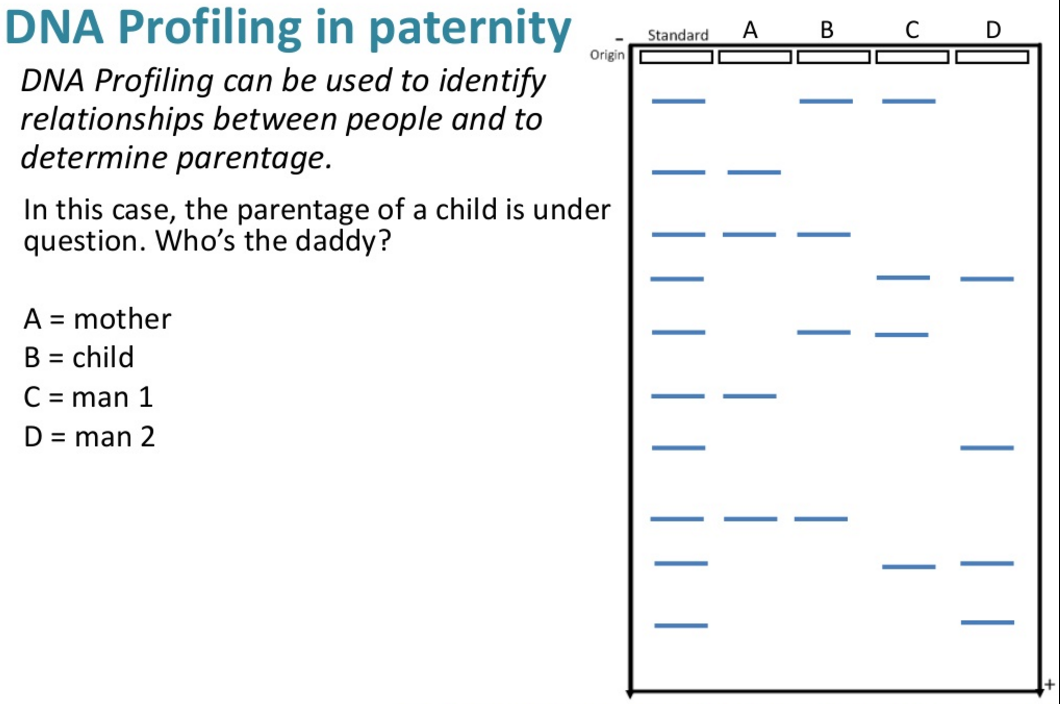 DNA Profiling in paternity
DNA Profiling can be used to identify
relationships between people and to
determine parentage.
In this case, the parentage of a child is under
question. Who’s the daddy?
A = mother
B = child
C = man 1
D = man 2
–
Origin
Standard A B C D
+